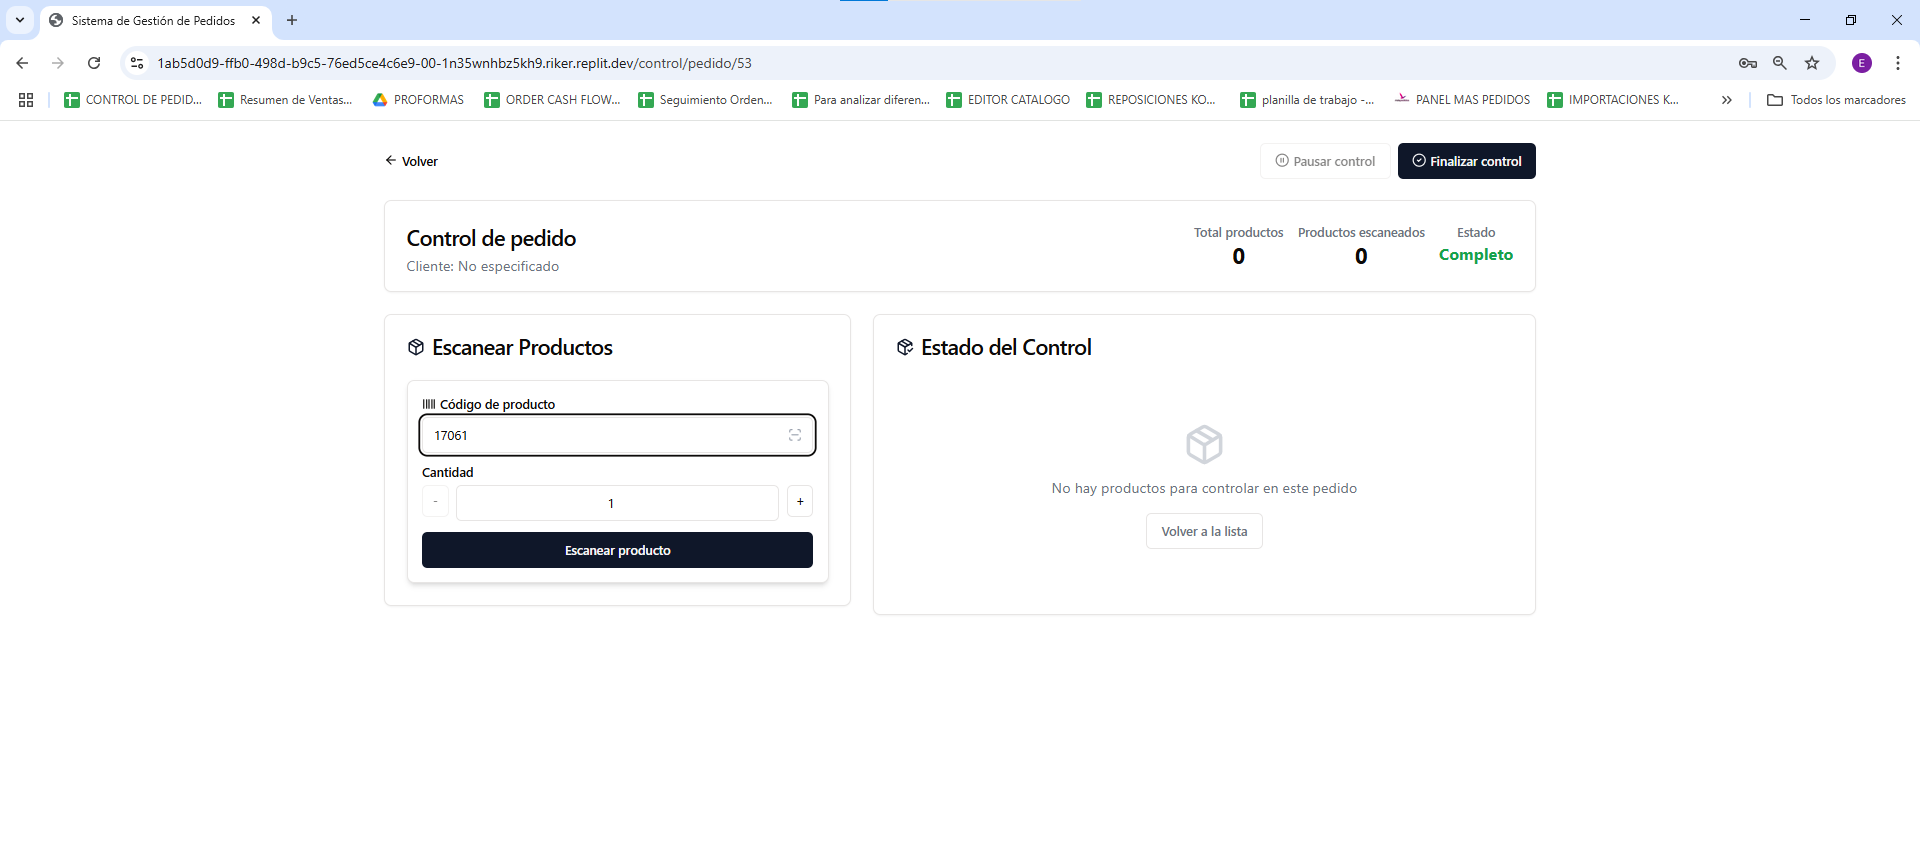 Sistema de Gestión de Pedidos
1ab5d0d9-ffb0-498d-b9c5-76ed5ce4c6e9-00-1n35wnhbz5kh9.riker.replit.dev/control/pedido/53
E
CONTROL DE PEDID...
Resumen de Ventas...
PROFORMAS
ORDER CASH FLOW...
Seguimiento Orden...
Para analizar diferen...
EDITOR CATALOGO
REPOSICIONES KO...
planilla de trabajo -...
PANEL MAS PEDIDOS
IMPORTACIONES K...
Todos los marcadores
Volver
Pausar control
Finalizar control
Control de pedido
Cliente: No especificado
Total productos
0
Productos escaneados
0
Estado
Completo
Escanear Productos
Código de producto
17061
Cantidad
-
1
+
Escanear producto
Estado del Control
No hay productos para controlar en este pedido
Volver a la lista